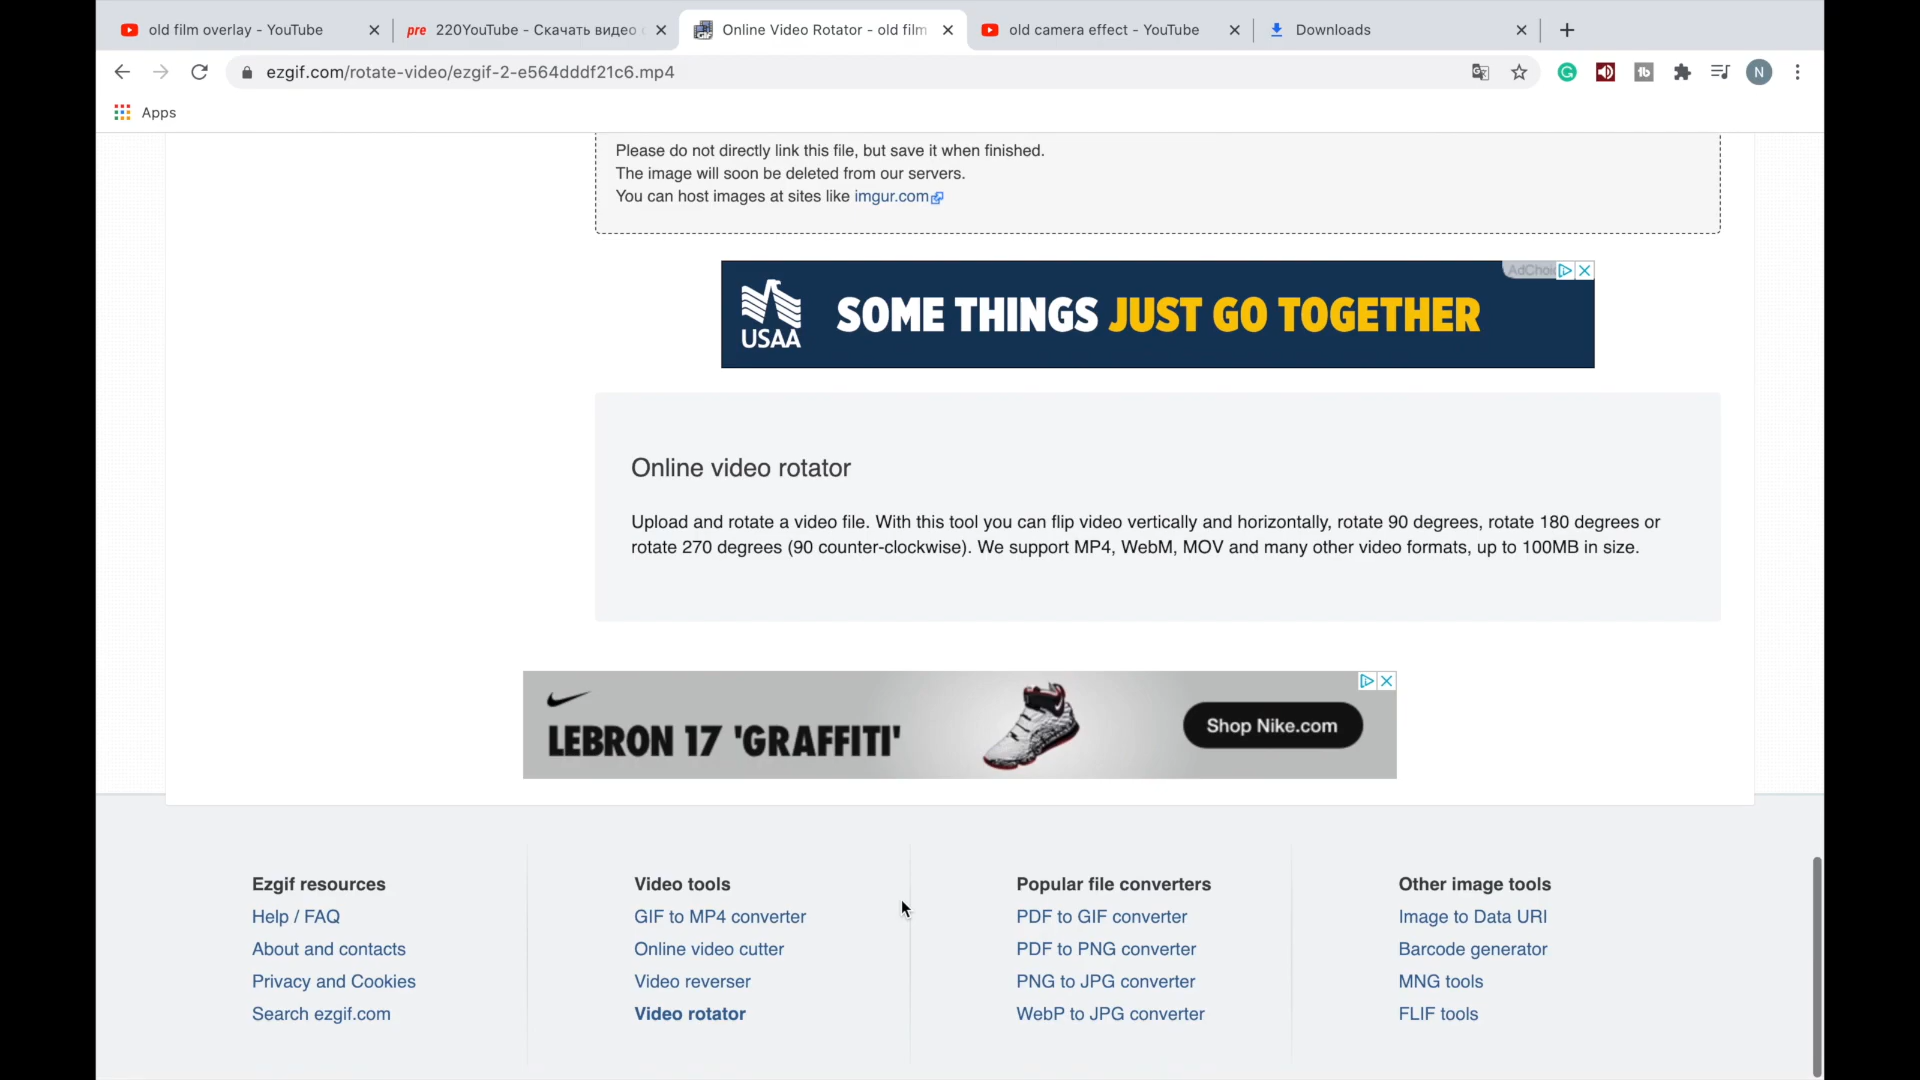 old film overlay - YouTube
pre 220YouTube - Скачать видео
Online Video Rotator - old film
old camera effect - YouTube
Downloads
ezgif.com/rotate-video/ezgif-2-e564dddf21c6.mp4
N
Apps
Please do not directly link this file, but save it when finished.
The image will soon be deleted from our servers.
You can host images at sites like imgur.com
AdChoi
USAA
SOME THINGS JUST GO TOGETHER
Online video rotator
Upload and rotate a video file. With this tool you can flip video vertically and horizontally, rotate 90 degrees, rotate 180 degrees or
rotate 270 degrees (90 counter-clockwise). We support MP4, WebM, MOV and many other video formats, up to 100MB in size.
LEBRON 17 'GRAFFITI'
Shop Nike.com
Ezgif resources
Help / FAQ
About and contacts
Privacy and Cookies
Search ezgif.com
Video tools
GIF to MP4 converter
Online video cutter
Video reverser
Video rotator
Popular file converters
PDF to GIF converter
PDF to PNG converter
PNG to JPG converter
WebP to JPG converter
Other image tools
Image to Data URI
Barcode generator
MNG tools
FLIF tools